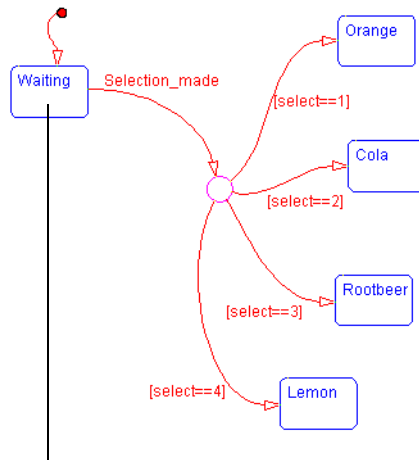 Orange
Waiting
Selection_made
[select==1]
Cola
[select==2]
Rootbeer
[select==3]
Lemon
[select==4]